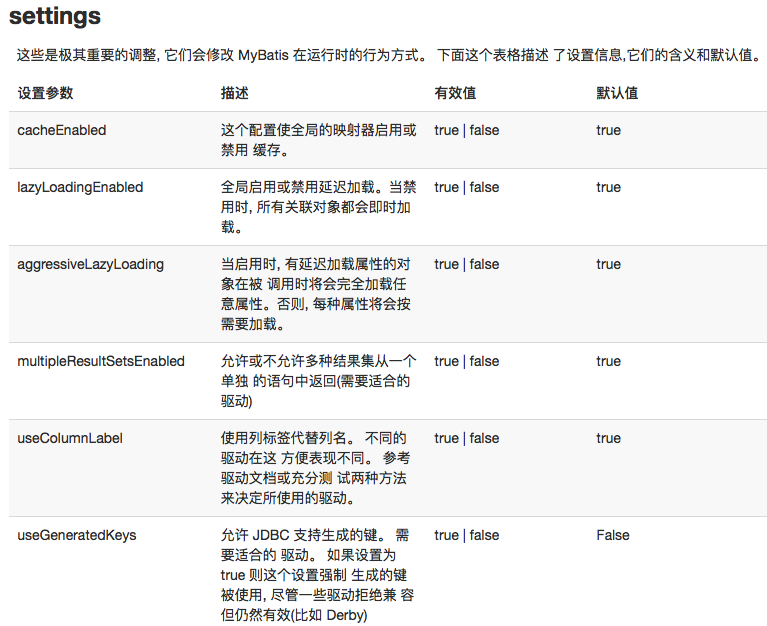 settings
这些是极其重要的调整, 它们会修改 MyBatis 在运行时的行为方式。 下面这个表格描述 了设置信息,它们的含义和默认值。
设置参数 描述 有效值 默认值
cacheEnabled 这个配置使全局的映射器启用或 true | false true
禁用 缓存。
lazyLoadingEnabled 全局启用或禁用延迟加载。当禁 true | false true
用时, 所有关联对象都会即时加
载。
aggressiveLazyLoading 当启用时, 有延迟加载属性的对 true | false true
象在被 调用时将会完全加载任
意属性。否则, 每种属性将会按
需要加载。
multipleResultSetsEnabled 允许或不允许多种结果集从一个 true | false true
单独 的语句中返回(需要适合的
驱动)
useColumnLabel 使用列标签代替列名。 不同的 true | false true
驱动在这 方便表现不同。 参考
驱动文档或充分测 试两种方法
来决定所使用的驱动。
useGeneratedKeys 允许 JDBC 支持生成的键。 需 true | false False
要适合的 驱动。 如果设置为
true 则这个设置强制 生成的键
被使用, 尽管一些驱动拒绝兼 容
但仍然有效(比如 Derby)